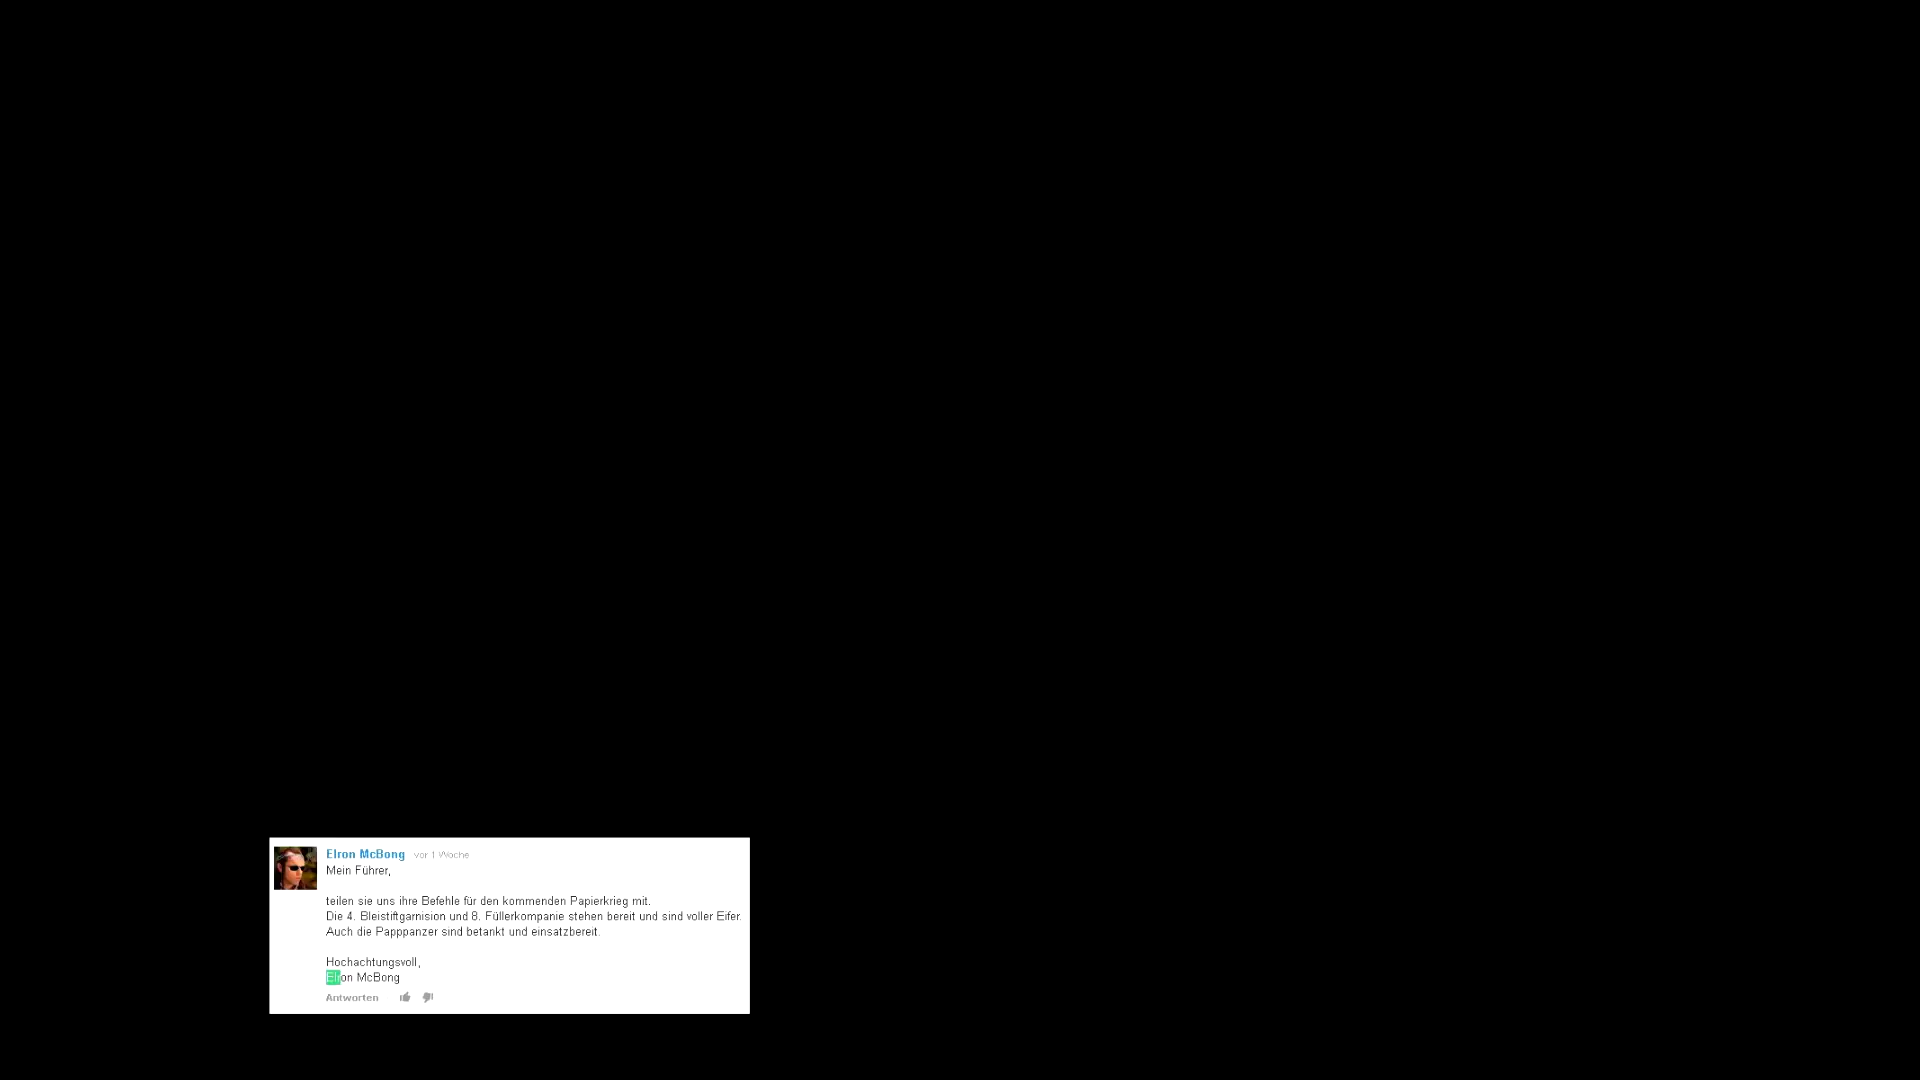 Elron McBong vor 1 Woche
Mein Führer,
teilen sie uns ihre Befehle für den kommenden Papierkrieg mit.
Die 4. Bleistiftgarnision und 8. Füllerkompanie stehen bereit und sind voller Eifer.
Auch die Papppanzer sind betankt und einsatzbereit.
Hochachtungsvoll,
Elron McBong
Antworten